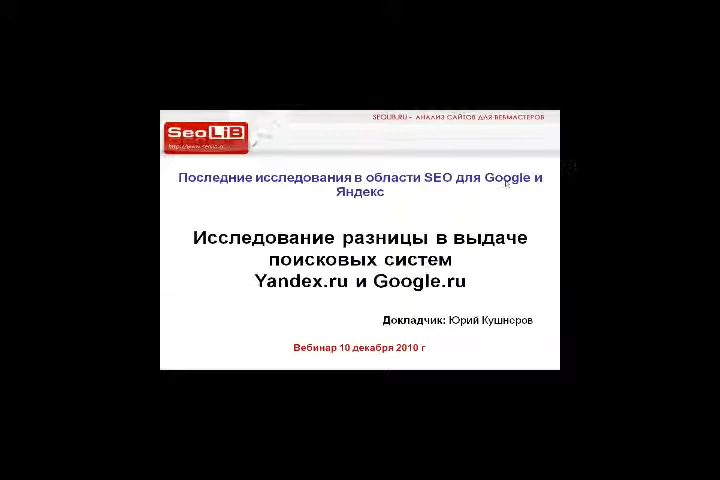 SEOLIB.RU - АНАЛИЗ САЙТОВ ДЛЯ ВЕБМАСТЕРОВ
SeoLiB
Последние исследования в области SEO для Google и
Яндекс
Исследование разницы в выдаче
поисковых систем
Yandex.ru и Google.ru
Докладчик: Юрий Кушнеров
Вебинар 10 декабря 2010 г